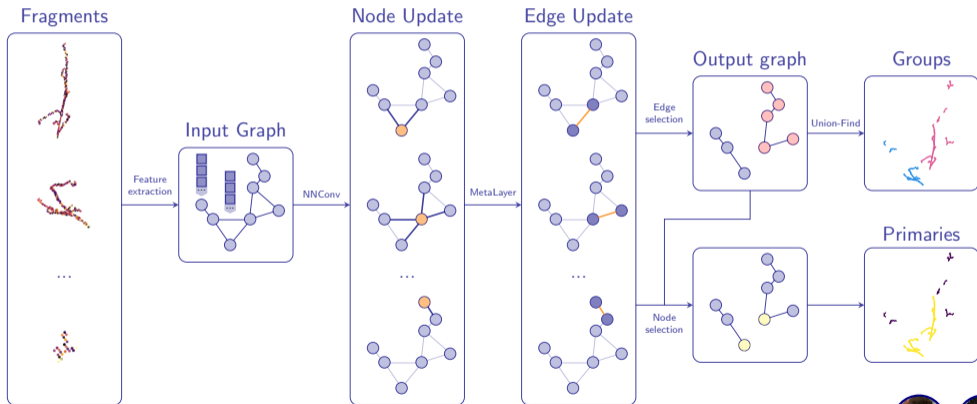 Fragments
...
Feature
extraction
Input Graph
...
...
NNConv
Node Update
...
MetaLayer
Edge Update
...
Edge
selection
Output graph
Union-Find
Groups
Node
selection
Primaries